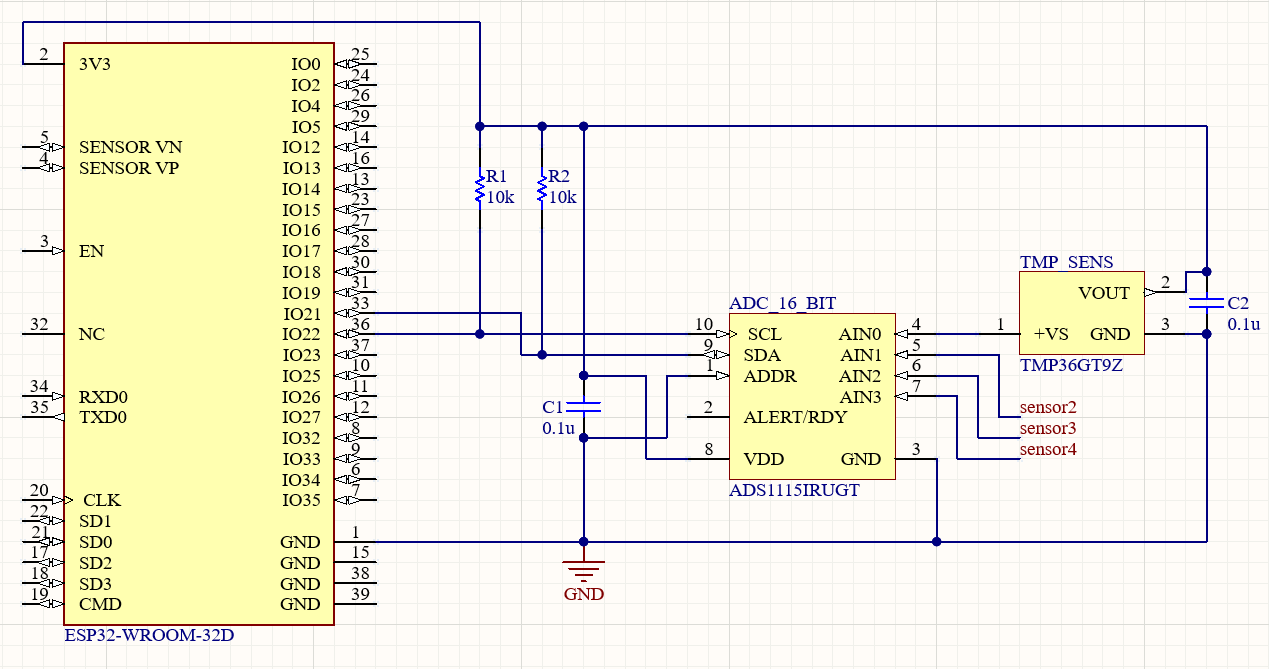 2 3V3
5 SENSOR VN
4 SENSOR VP
3 EN
32 NC
34 RXD0
35 TXD0
20 CLK
22 SD1
21 SD0
17 SD2
18 SD3
19 CMD
IO0 25
IO2 24
IO4 26
IO5 29
IO12 14
IO13 16
IO14 13
IO15 23
IO16 27
IO17 28
IO18 30
IO19 31
IO21 33
IO22 36
IO23 37
IO25 10
IO26 11
IO27 12
IO32 8
IO33 9
IO34 6
IO35 7
GND 1
GND 15
GND 38
GND 39
ESP32-WROOM-32D
R1
10k
R2
10k
C1
0.1u
GND
ADC_16_BIT
10 SCL
9 SDA
1 ADDR
2 ALERT/RDY
8 VDD
AIN0 4
AIN1 5
AIN2 6
AIN3 7
GND 3
ADS1115IRUGT
sensor2
sensor3
sensor4
TMP_SENS
VOUT 2
1 +VS
GND 3
TMP36GT9Z
C2
0.1u